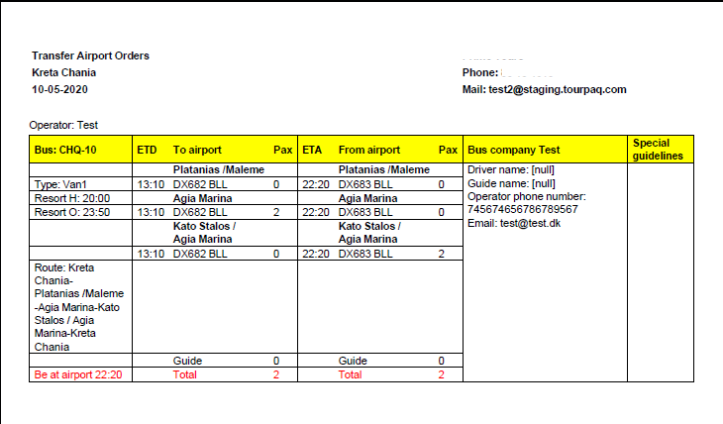 Transfer Airport Orders
Kreta Chania
Phone:
10-05-2020
Mail: test2@staging.tourpaq.com
Operator: Test
Bus: CHQ-10 ETD To airport Pax ETA From airport Pax Bus company Test Special guidelines
Platanias /Maleme Platanias /Maleme Driver name: [null]
Type: Van1 13:10 DX682 BLL 0 22:20 DX683 BLL 0 Guide name: [null]
Resort H: 20:00 Agia Marina Agia Marina Operator phone number:
Resort O: 23:50 13:10 DX682 BLL 2 22:20 DX683 BLL 0 745674656786789567
Kato Stalos / Kato Stalos / Email: test@test.dk
Agia Marina Agia Marina
13:10 DX682 BLL 0 22:20 DX683 BLL 2
Route: Kreta
Chania-
Platanias /Maleme
-Agia Marina-Kato
Stalos / Agia
Marina-Kreta
Chania
Guide 0 Guide 0
Be at airport 22:20 Total 2 Total 2